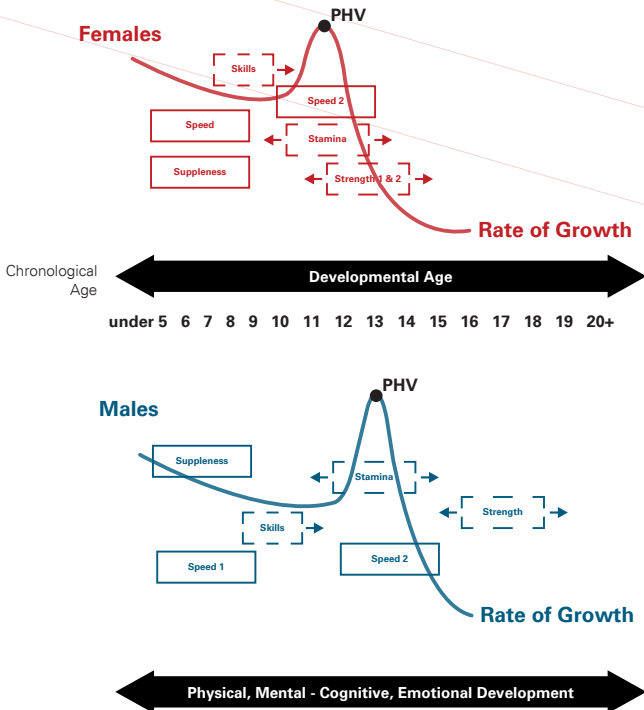 PHV
Females
Skills
Speed 2
Speed
Stamina
Suppleness
Strength 1 & 2
Rate of Growth
Chronological
Age
Developmental Age
under 5 6 7 8 9 10 11 12 13 14 15 16 17 18 19 20+
PHV
Males
Suppleness
Stamina
Strength
Skills
Speed 1
Speed 2
Rate of Growth
Physical, Mental - Cognitive, Emotional Development